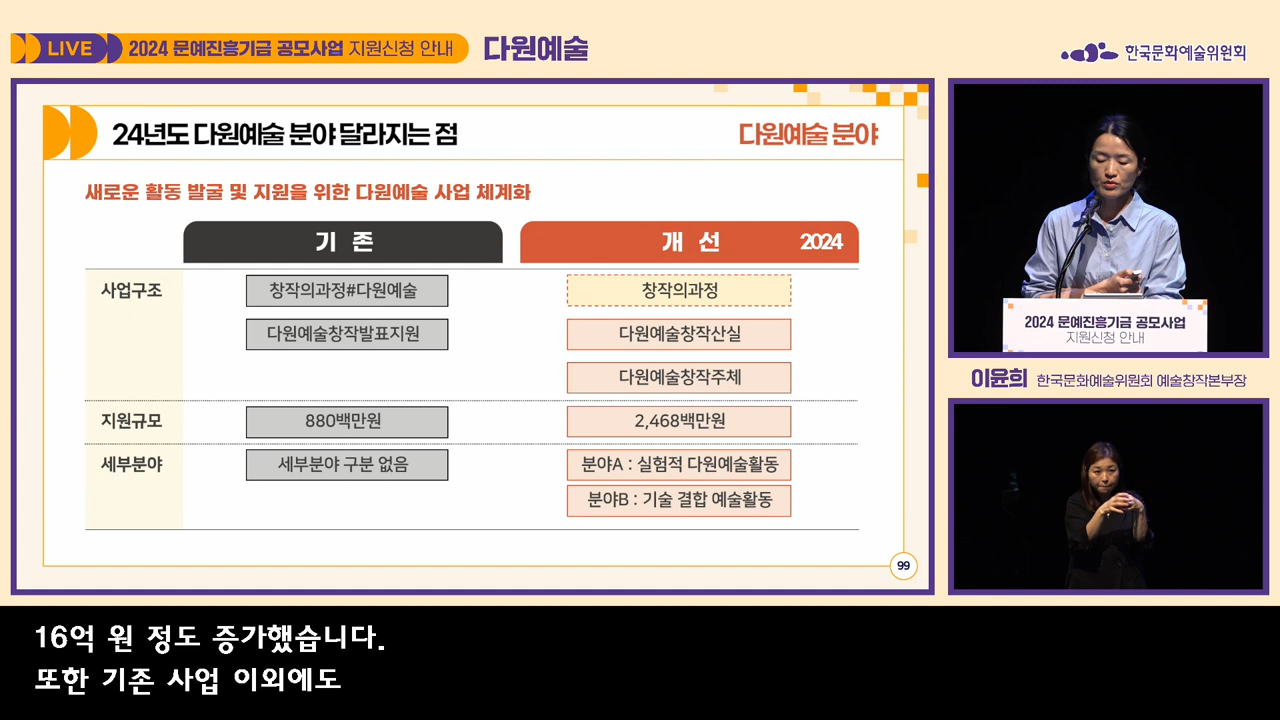 LIVE 2024 문예진흥기금 공모사업 지원신청 안내 다원예술
한국문화예술위원회
24년도 다원예술 분야 달라지는 점
다원예술 분야
새로운 활동 발굴 및 지원을 위한 다원예술 사업 체계화
기 존
개 선 2024
사업구조
창작의과정#다원예술
창작의과정
다원예술창작발표지원
다원예술창작산실
다원예술창작주체
지원규모
880백만원
2,468백만원
세부분야
세부분야 구분 없음
분야A : 실험적 다원예술활동
분야B : 기술 결합 예술활동
99
2024 문예진흥기금 공모사업
지원신청 안내
이윤희 한국문화예술위원회 예술창작본부장
16억 원 정도 증가했습니다.
또한 기존 사업 이외에도